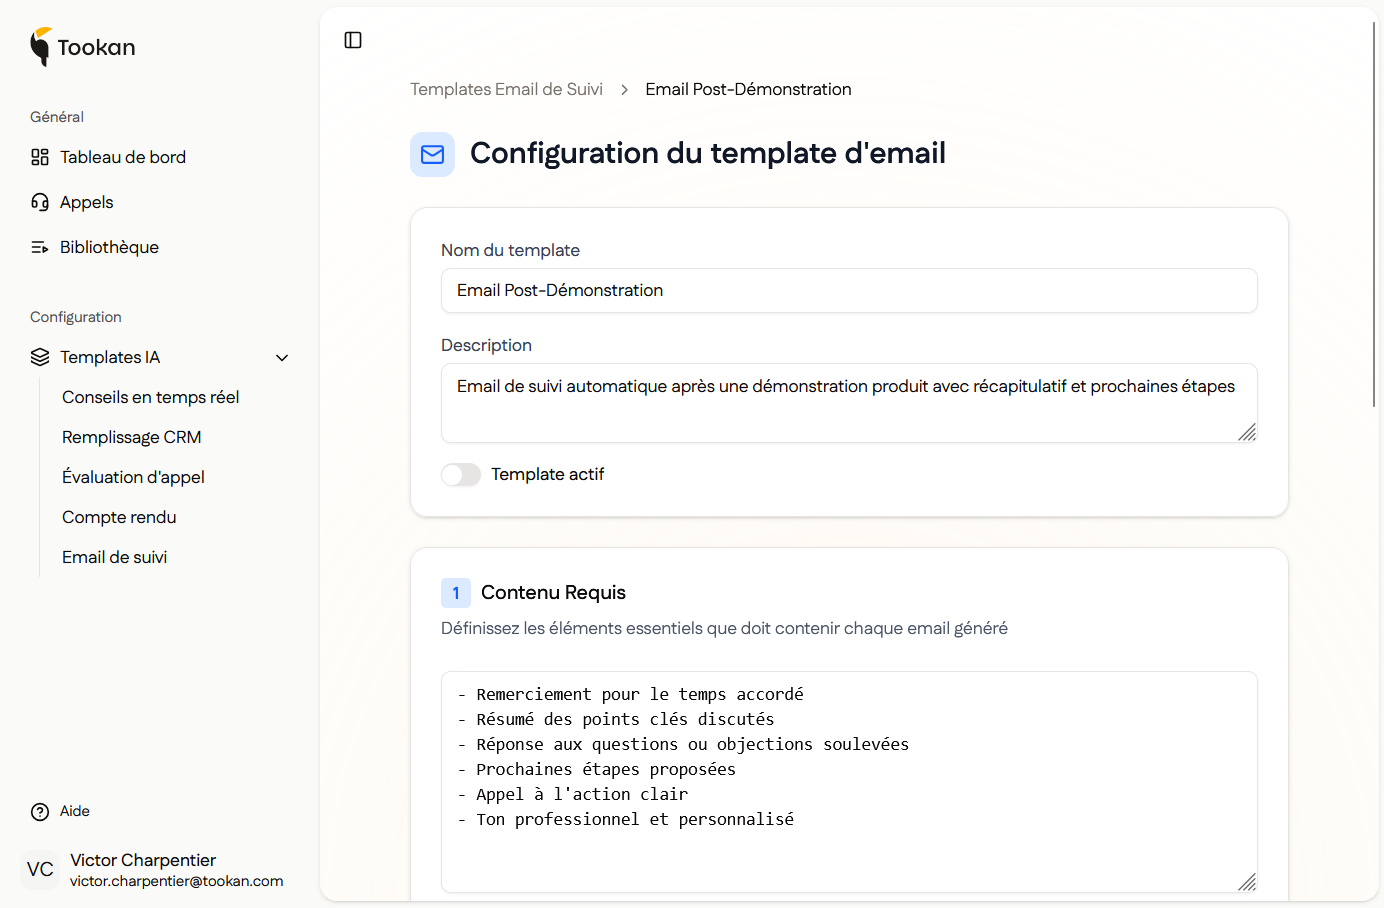 Tookan
Général
Tableau de bord
Appels
Bibliothèque
Configuration
Templates IA
Conseils en temps réel
Remplissage CRM
Évaluation d'appel
Compte rendu
Email de suivi
Aide
VC
Victor Charpentier
victor.charpentier@tookan.com
Templates Email de Suivi > Email Post-Démonstration
Configuration du template d'email
Nom du template
Email Post-Démonstration
Description
Email de suivi automatique après une démonstration produit avec récapitulatif et prochaines étapes
Template actif
1 Contenu Requis
Définissez les éléments essentiels que doit contenir chaque email généré
- Remerciement pour le temps accordé
- Résumé des points clés discutés
- Réponse aux questions ou objections soulevées
- Prochaines étapes proposées
- Appel à l'action clair
- Ton professionnel et personnalisé